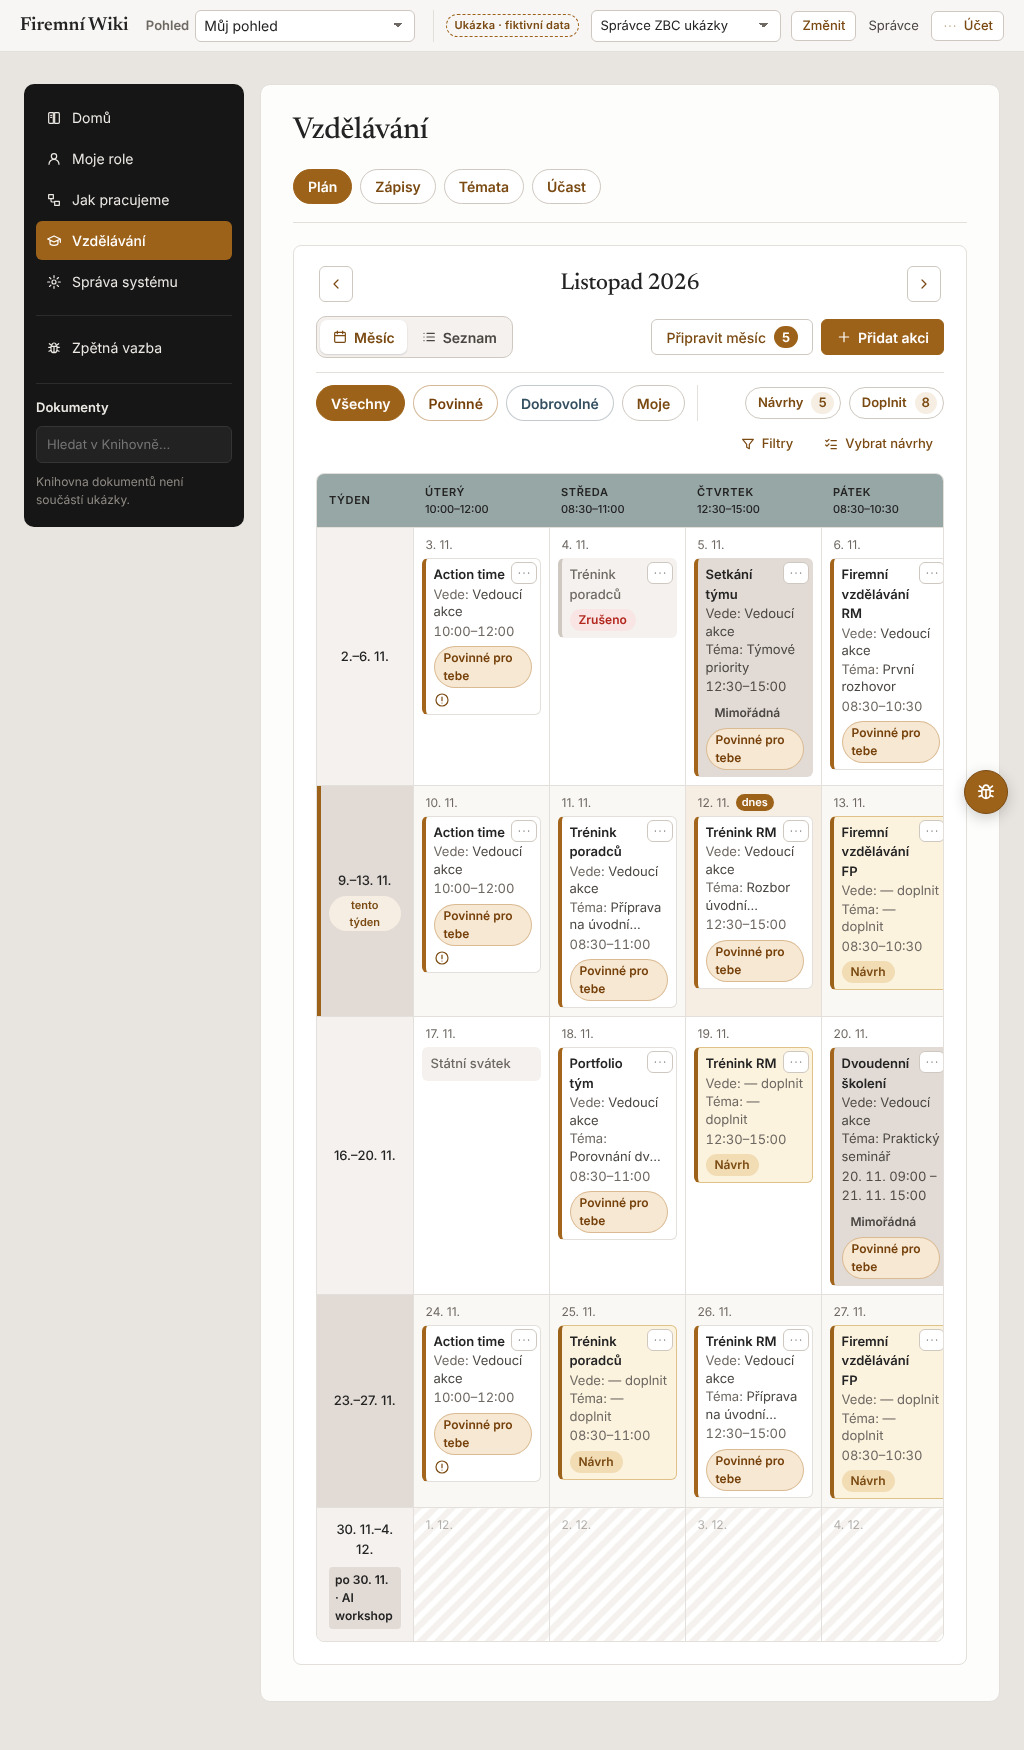 Firemní Wiki
Pohled
Můj pohled
Ukázka · fiktivní data
Správce ZBC ukázky
Změnit
Správce
··· Účet
Domů
Moje role
Jak pracujeme
Vzdělávání
Správa systému
Zpětná vazba
Dokumenty
Hledat v Knihovně...
Knihovna dokumentů není
součástí ukázky.
Vzdělávání
Plán
Zápisy
Témata
Účast
Listopad 2026
Měsíc
Seznam
Připravit měsíc 5
+ Přidat akci
Všechny
Povinné
Dobrovolné
Moje
Návrhy 5
Doplnit 8
Filtry
Vybrat návrhy
TÝDEN
ÚTERÝ
10:00–12:00
STŘEDA
08:30–11:00
ČTVRTEK
12:30–15:00
PÁTEK
08:30–10:30
2.–6. 11.
3. 11.
Action time ···
Vede: Vedoucí
akce
10:00–12:00
Povinné pro
tebe
4. 11.
Trénink ···
poradců
Zrušeno
5. 11.
Setkání ···
týmu
Vede: Vedoucí
akce
Téma: Týmové
priority
12:30–15:00
Mimořádná
Povinné pro
tebe
6. 11.
Firemní ···
vzdělávání
RM
Vede: Vedoucí
akce
Téma: První
rozhovor
08:30–10:30
Povinné pro
tebe
9.–13. 11.
tento
týden
10. 11.
Action time ···
Vede: Vedoucí
akce
10:00–12:00
Povinné pro
tebe
11. 11.
Trénink ···
poradců
Vede: Vedoucí
akce
Téma: Příprava
na úvodní...
08:30–11:00
Povinné pro
tebe
12. 11. dnes
Trénink RM ···
Vede: Vedoucí
akce
Téma: Rozbor
úvodní...
12:30–15:00
Povinné pro
tebe
13. 11.
Firemní ···
vzdělávání
FP
Vede: — doplnit
Téma: —
doplnit
08:30–10:30
Návrh
16.–20. 11.
17. 11.
Státní svátek
18. 11.
Portfolio ···
tým
Vede: Vedoucí
akce
Téma:
Porovnání dv...
08:30–11:00
Povinné pro
tebe
19. 11.
Trénink RM ···
Vede: — doplnit
Téma: —
doplnit
12:30–15:00
Návrh
20. 11.
Dvoudenní ···
školení
Vede: Vedoucí
akce
Téma: Praktický
seminář
20. 11. 09:00 –
21. 11. 15:00
Mimořádná
Povinné pro
tebe
23.–27. 11.
24. 11.
Action time ···
Vede: Vedoucí
akce
10:00–12:00
Povinné pro
tebe
25. 11.
Trénink ···
poradců
Vede: — doplnit
Téma: —
doplnit
08:30–11:00
Návrh
26. 11.
Trénink RM ···
Vede: Vedoucí
akce
Téma: Příprava
na úvodní...
12:30–15:00
Povinné pro
tebe
27. 11.
Firemní ···
vzdělávání
FP
Vede: — doplnit
Téma: —
doplnit
08:30–10:30
Návrh
30. 11.–4.
12.
po 30. 11.
· AI
workshop
1. 12.
2. 12.
3. 12.
4. 12.